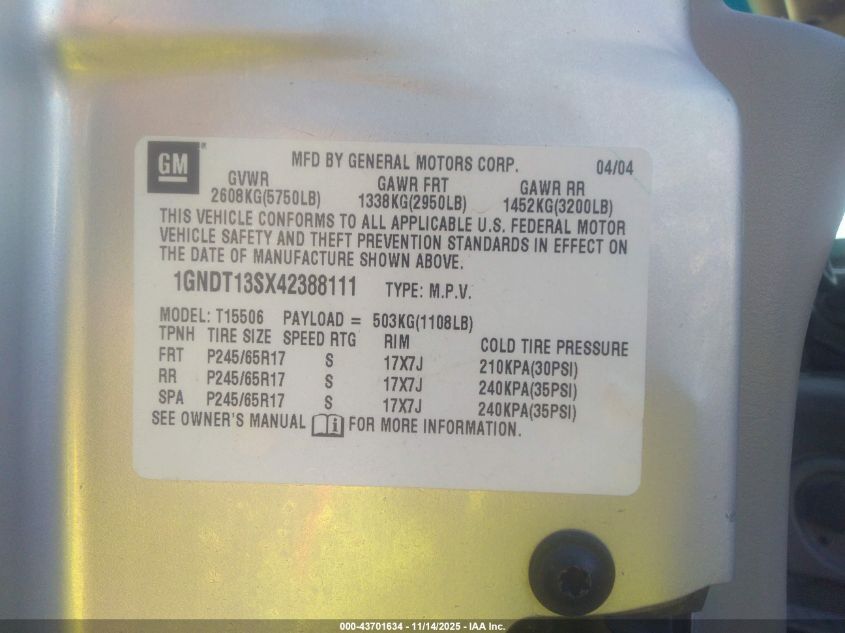 GM ® MFD BY GENERAL MOTORS CORP. 04/04
GVWR GAWR FRT GAWR RR
2608KG(5750LB) 1338KG(2950LB) 1452KG(3200LB)
THIS VEHICLE CONFORMS TO ALL APPLICABLE U.S. FEDERAL MOTOR
VEHICLE SAFETY AND THEFT PREVENTION STANDARDS IN EFFECT ON
THE DATE OF MANUFACTURE SHOWN ABOVE.
1GNDT13SX42388111 TYPE: M.P.V.
MODEL: T15506 PAYLOAD = 503KG(1108LB)
TPNH TIRE SIZE SPEED RTG RIM COLD TIRE PRESSURE
FRT P245/65R17 S 17X7J 210KPA(30PSI)
RR P245/65R17 S 17X7J 240KPA(35PSI)
SPA P245/65R17 S 17X7J 240KPA(35PSI)
SEE OWNER'S MANUAL i FOR MORE INFORMATION.
000-43701634 - 11/14/2025 - IAA Inc.